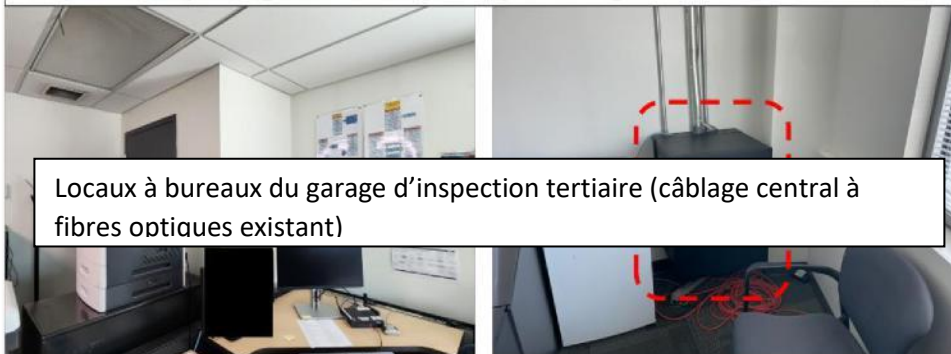 Locaux à bureaux du garage d’inspection tertiaire (câblage central à
fibres optiques existant)